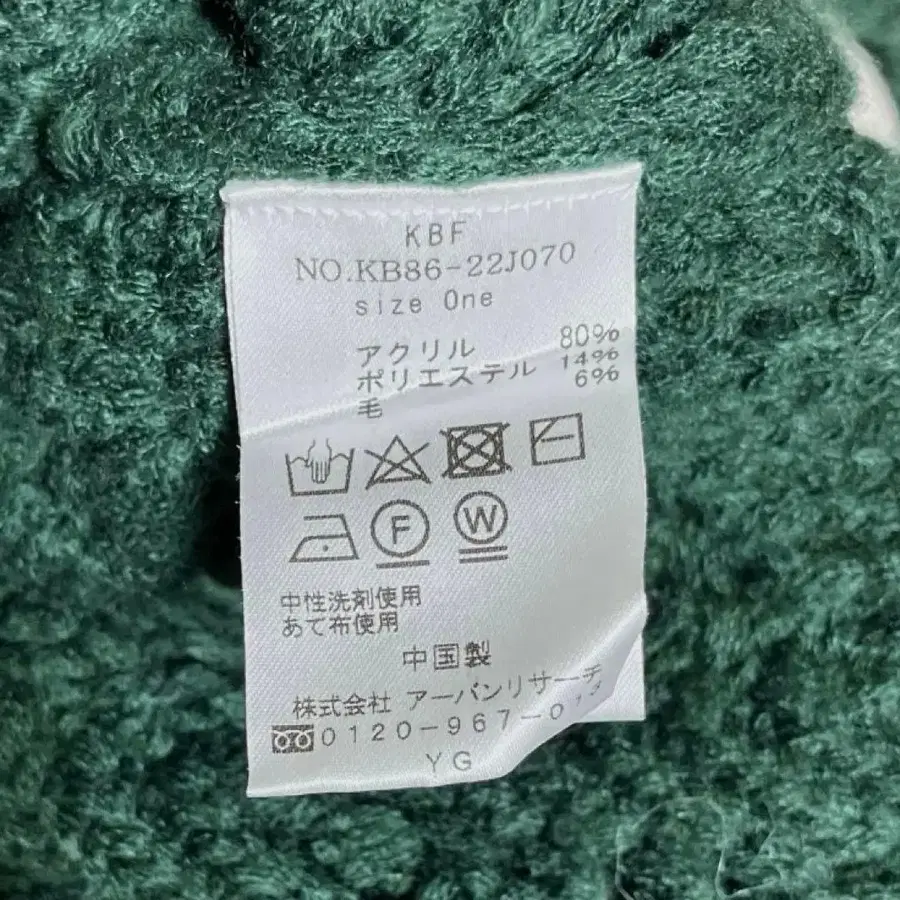 KBF
NO.KB86-22J070
size One
アクリル 80%
ポリエステル 14%
毛 6%
F W
中性洗剤使用
あて布使用
中国製
株式会社 アーバンリサーチ
0120-967-013
YG